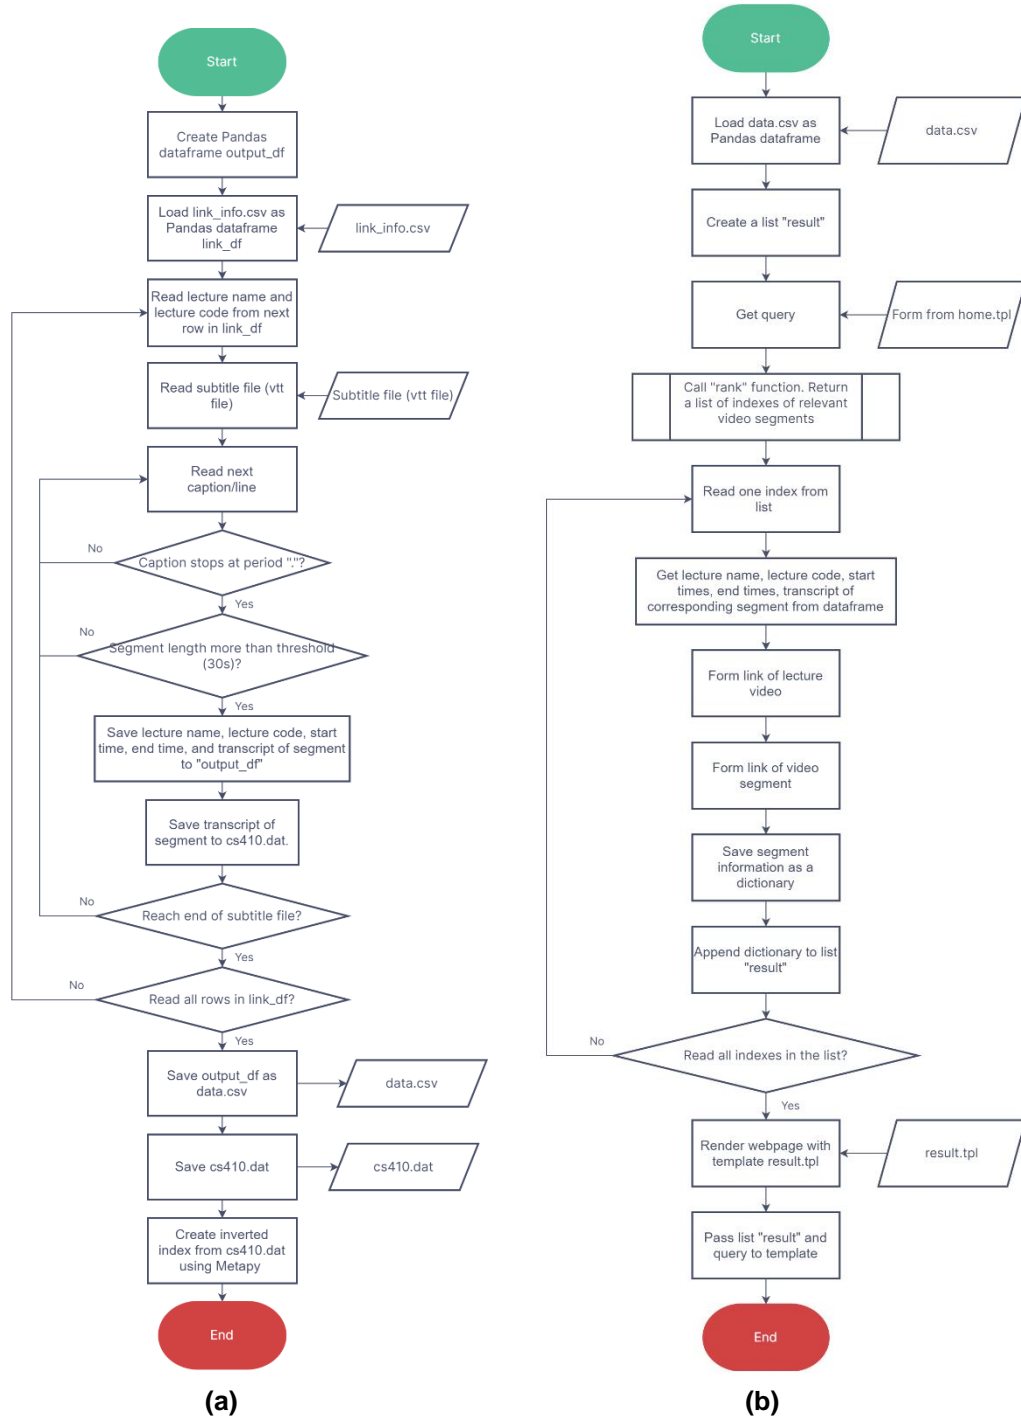 Start
Create Pandas
dataframe output_df
Load link_info.csv as
Pandas dataframe
link_df
link_info.csv
Read lecture name and
lecture code from next
row in link_df
Read subtitle file (vtt
file)
Subtitle file (vtt file)
Read next
caption/line
No
Caption stops at period "."?
Yes
No
Segment length more than threshold
(30s)?
Yes
Save lecture name, lecture code, start
time, end time, and transcript of segment
to "output_df"
Save transcript of
segment to cs410.dat.
No
Reach end of subtitle file?
Yes
No
Read all rows in link_df?
Yes
Save output_df as
data.csv
data.csv
Save cs410.dat
cs410.dat
Create inverted
index from cs410.dat
using Metapy
End
(a)
Start
Load data.csv as
Pandas dataframe
data.csv
Create a list "result"
Get query
Form from home.tpl
Call "rank" function. Return
a list of indexes of relevant
video segments
Read one index from
list
Get lecture name, lecture code, start
times, end times, transcript of
corresponding segment from dataframe
Form link of lecture
video
Form link of video
segment
Save segment
information as a
dictionary
Append dictionary to list
"result"
No
Read all indexes in the list?
Yes
Render webpage with
template result.tpl
result.tpl
Pass list "result" and
query to template
End
(b)